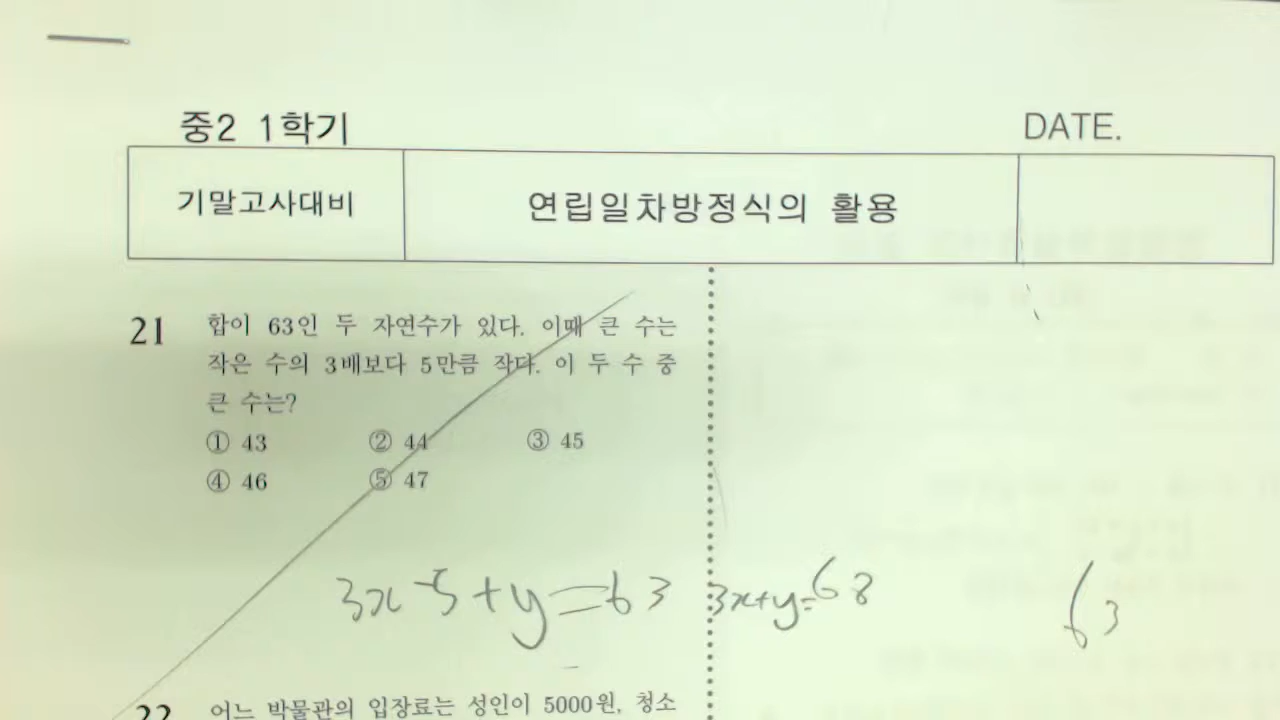 중2 1학기
DATE.
기말고사대비
연립일차방정식의 활용
21 합이 63인 두 자연수가 있다. 이때 큰 수는
작은 수의 3배보다 5만큼 작다. 이 두 수 중
큰 수는?
① 43 ② 44 ③ 45
④ 46 ⑤ 47
3x-5+y=63 3x+y=68
63
22 어느 박물관의 입장료는 성인이 5000원, 청소